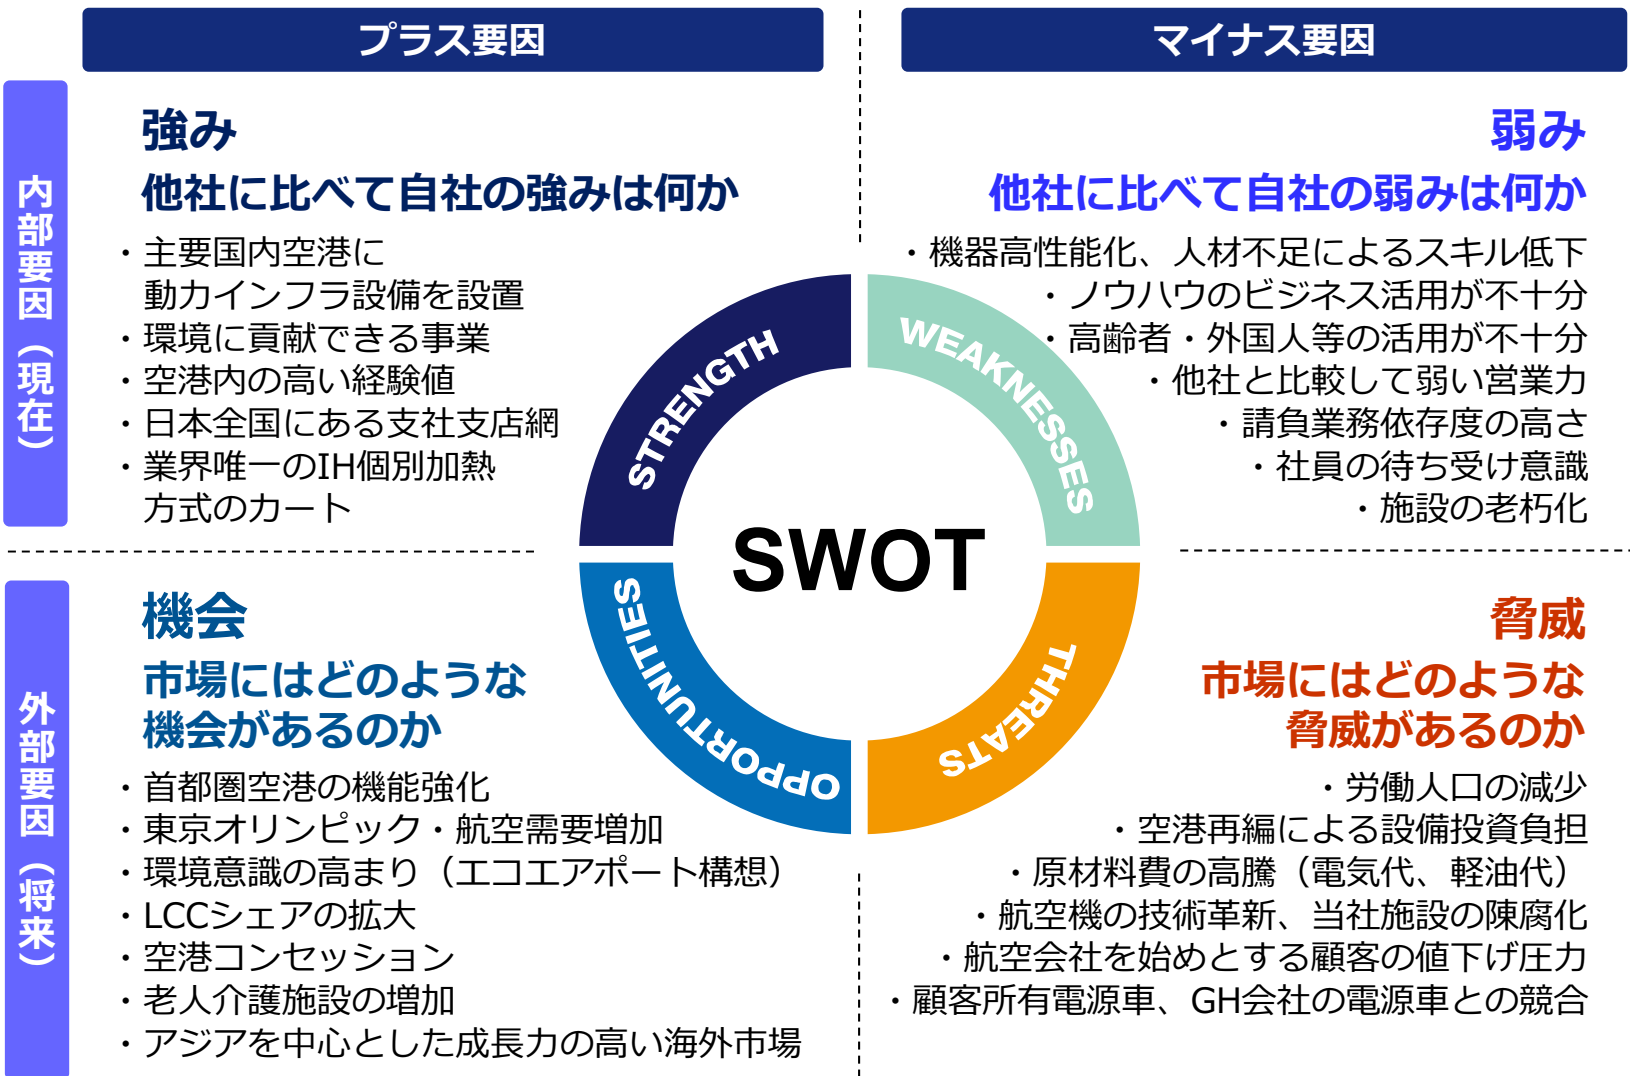 プラス要因
マイナス要因
内部要因（現在）
強み
他社に比べて自社の強みは何か
・主要国内空港に
動力インフラ設備を設置
・環境に貢献できる事業
・空港内の高い経験値
・日本全国にある支社支店網
・業界唯一のIH個別加熱
方式のカート
弱み
他社に比べて自社の弱みは何か
・機器高性能化、人材不足によるスキル低下
・ノウハウのビジネス活用が不十分
・高齢者・外国人等の活用が不十分
・他社と比較して弱い営業力
・請負業務依存度の高さ
・社員の待ち受け意識
・施設の老朽化
STRENGTH
WEAKNESSES
SWOT
OPPORTUNITIES
THREATS
外部要因（将来）
機会
市場にはどのような
機会があるのか
・首都圏空港の機能強化
・東京オリンピック・航空需要増加
・環境意識の高まり（エコエアポート構想）
・LCCシェアの拡大
・空港コンセッション
・老人介護施設の増加
・アジアを中心とした成長力の高い海外市場
脅威
市場にはどのような
脅威があるのか
・労働人口の減少
・空港再編による設備投資負担
・原材料費の高騰（電気代、軽油代）
・航空機の技術革新、当社施設の陳腐化
・航空会社を始めとする顧客の値下げ圧力
・顧客所有電源車、GH会社の電源車との競合